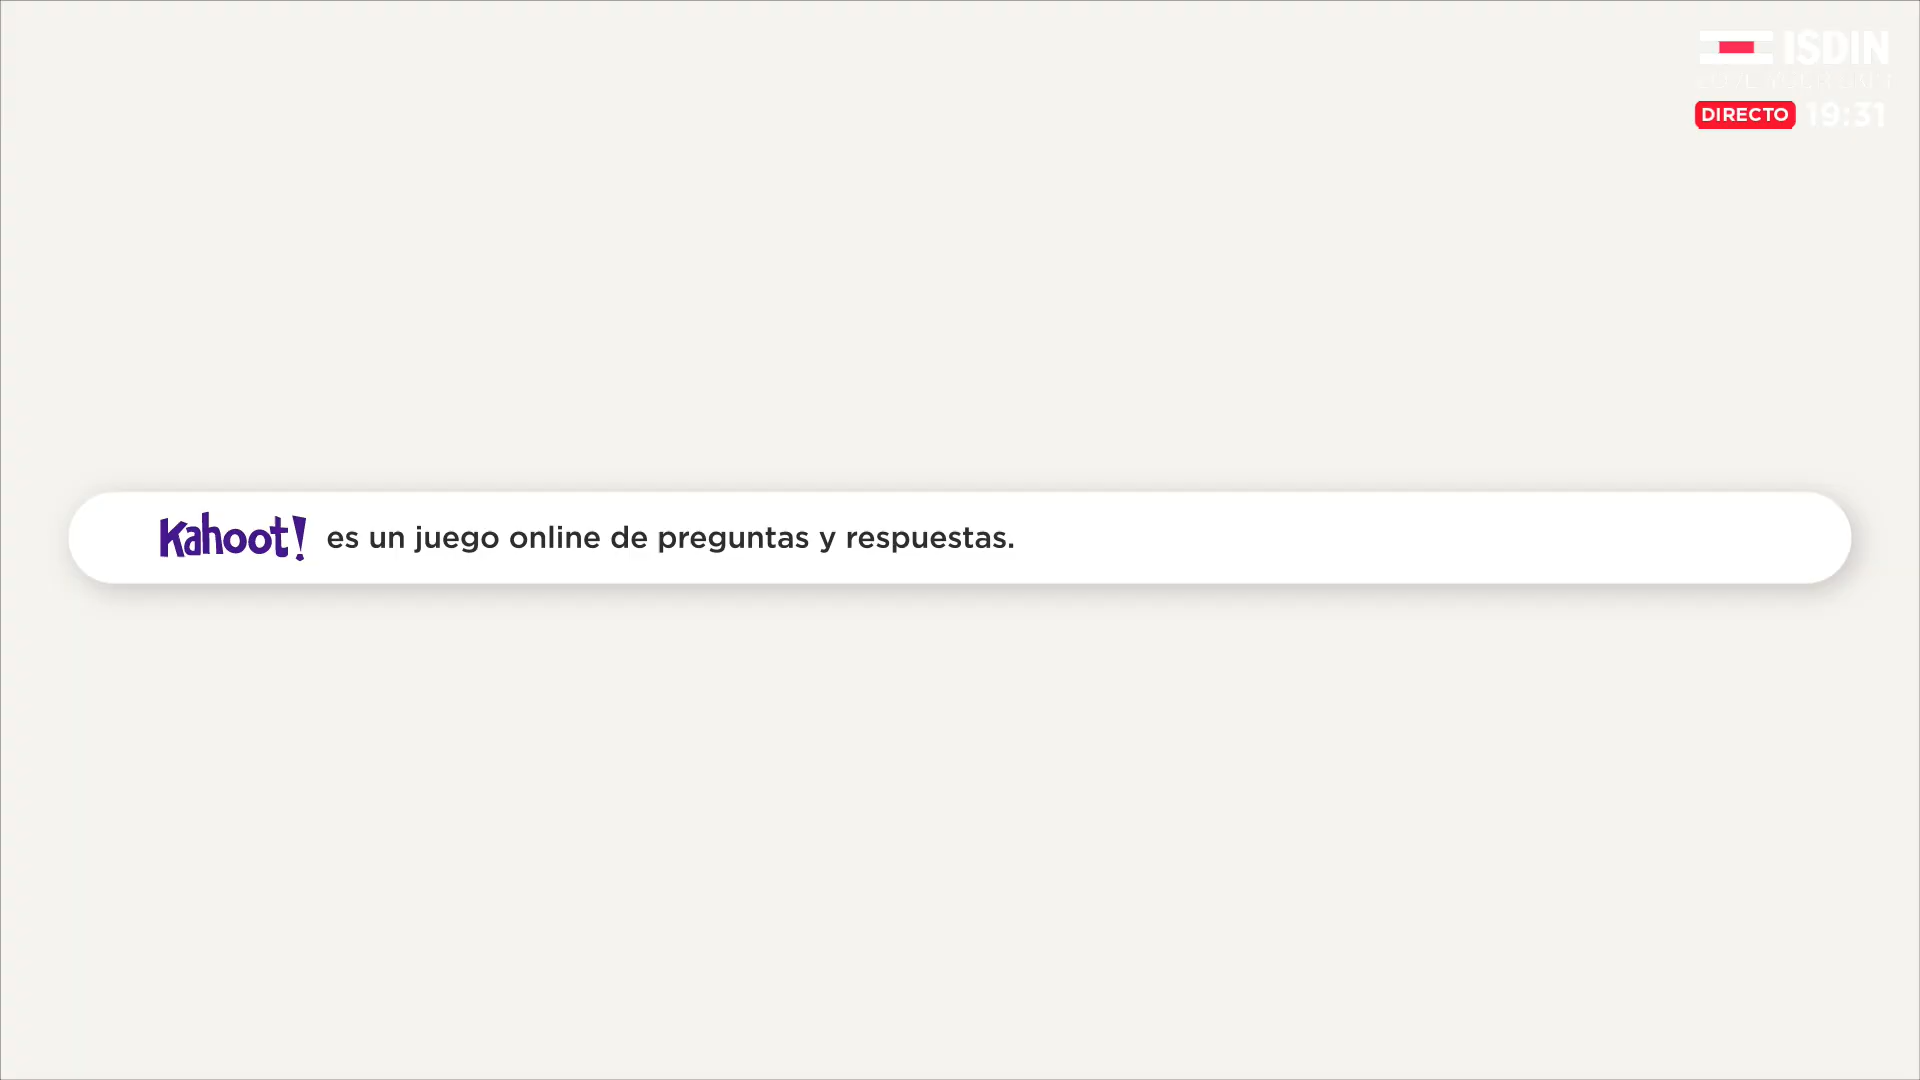 ISDIN
DIRECTO 19:31
Kahoot! es un juego online de preguntas y respuestas.